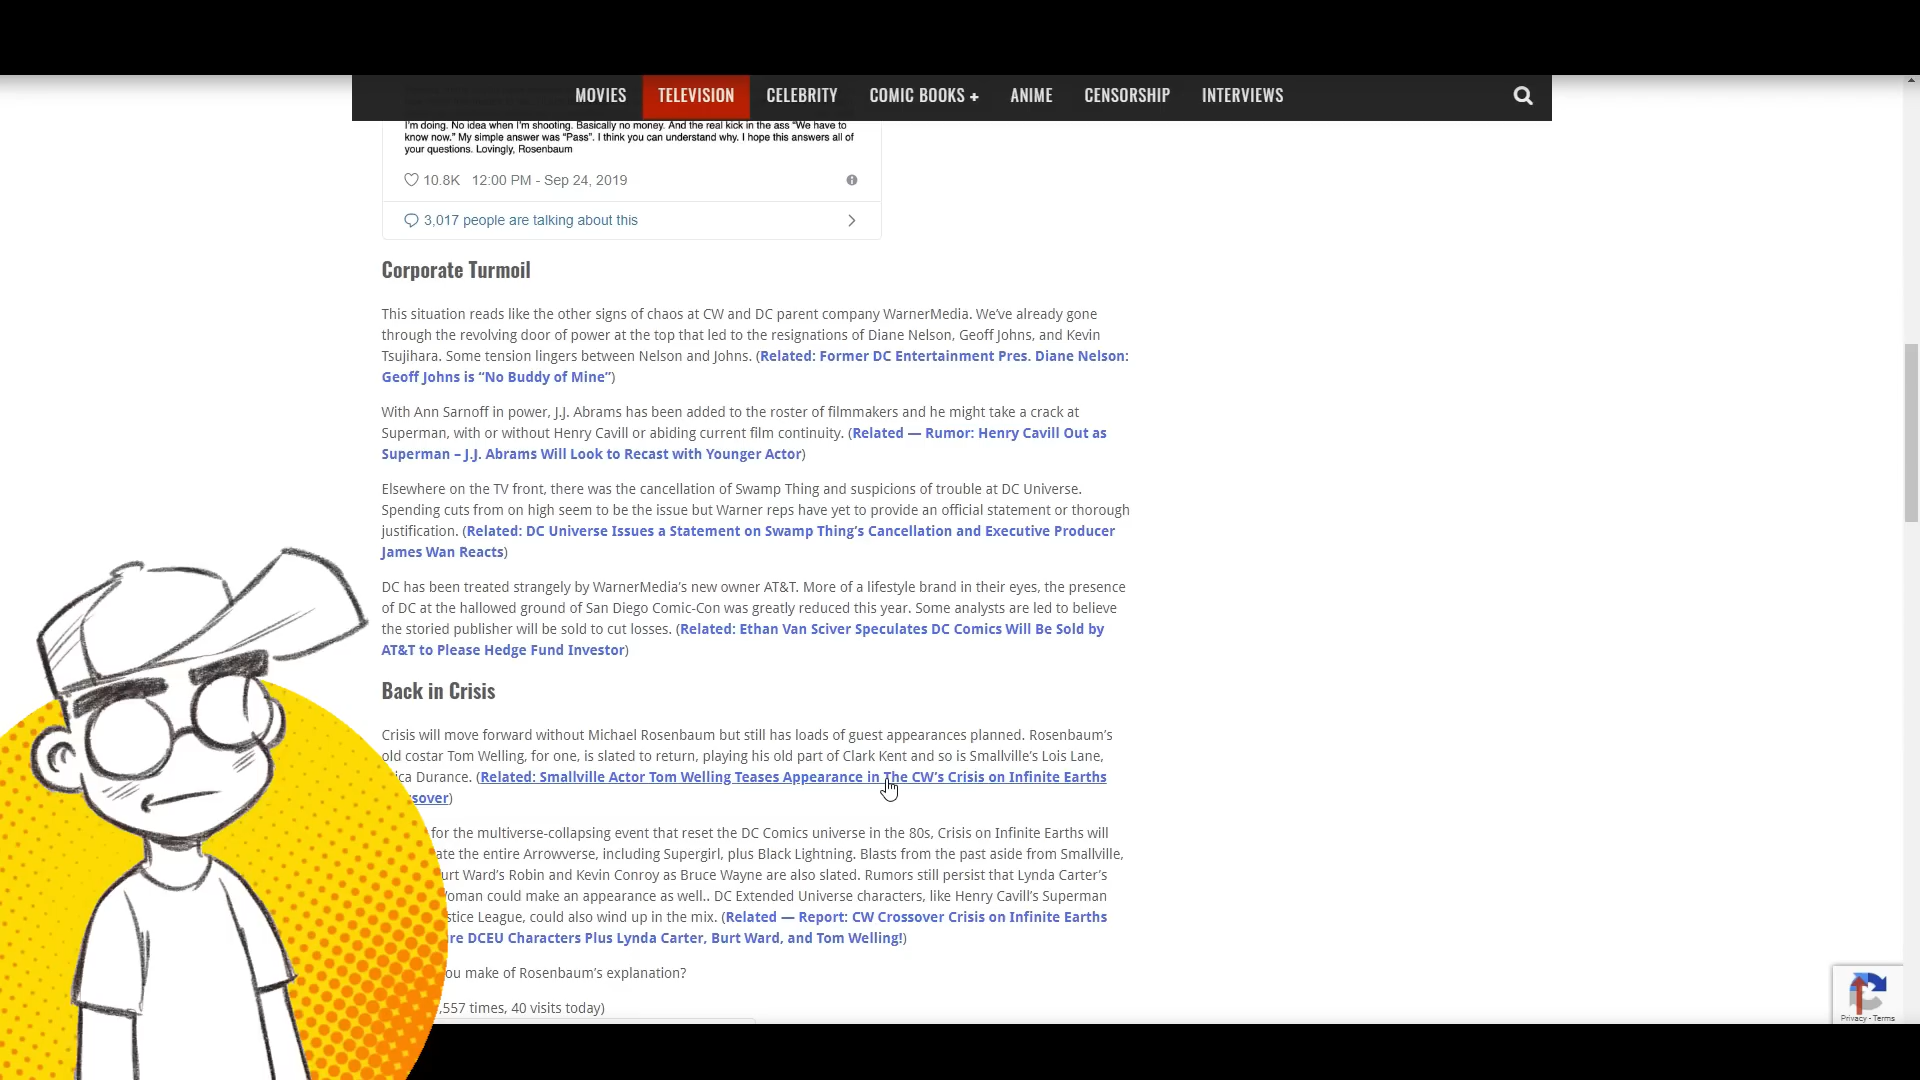 MOVIES TELEVISION CELEBRITY COMIC BOOKS + ANIME CENSORSHIP INTERVIEWS
I'm doing. No idea when I'm shooting. Basically no money. And the real kick in the ass "We have to
know now." My simple answer was "Pass". I think you can understand why. I hope this answers all of
your questions. Lovingly, Rosenbaum
10.8K 12:00 PM - Sep 24, 2019
3,017 people are talking about this
Corporate Turmoil
This situation reads like the other signs of chaos at CW and DC parent company WarnerMedia. We've already gone
through the revolving door of power at the top that led to the resignations of Diane Nelson, Geoff Johns, and Kevin
Tsujihara. Some tension lingers between Nelson and Johns. (Related: Former DC Entertainment Pres. Diane Nelson:
Geoff Johns is “No Buddy of Mine”)
With Ann Sarnoff in power, J.J. Abrams has been added to the roster of filmmakers and he might take a crack at
Superman, with or without Henry Cavill or abiding current film continuity. (Related — Rumor: Henry Cavill Out as
Superman – J.J. Abrams Will Look to Recast with Younger Actor)
Elsewhere on the TV front, there was the cancellation of Swamp Thing and suspicions of trouble at DC Universe.
Spending cuts from on high seem to be the issue but Warner reps have yet to provide an official statement or thorough
justification. (Related: DC Universe Issues a Statement on Swamp Thing’s Cancellation and Executive Producer
James Wan Reacts)
DC has been treated strangely by WarnerMedia’s new owner AT&T. More of a lifestyle brand in their eyes, the presence
of DC at the hallowed ground of San Diego Comic-Con was greatly reduced this year. Some analysts are led to believe
the storied publisher will be sold to cut losses. (Related: Ethan Van Sciver Speculates DC Comics Will Be Sold by
AT&T to Please Hedge Fund Investor)
Back in Crisis
Crisis will move forward without Michael Rosenbaum but still has loads of guest appearances planned. Rosenbaum’s
old costar Tom Welling, for one, is slated to return, playing his old part of Clark Kent and so is Smallville’s Lois Lane,
ica Durance. (Related: Smallville Actor Tom Welling Teases Appearance in The CW’s Crisis on Infinite Earths
sover)
for the multiverse-collapsing event that reset the DC Comics universe in the 80s, Crisis on Infinite Earths will
ate the entire Arrowverse, including Supergirl, plus Black Lightning. Blasts from the past aside from Smallville,
urt Ward’s Robin and Kevin Conroy as Bruce Wayne are also slated. Rumors still persist that Lynda Carter’s
oman could make an appearance as well.. DC Extended Universe characters, like Henry Cavill’s Superman
stice League, could also wind up in the mix. (Related — Report: CW Crossover Crisis on Infinite Earths
re DCEU Characters Plus Lynda Carter, Burt Ward, and Tom Welling!)
ou make of Rosenbaum’s explanation?
,557 times, 40 visits today)
Privacy - Terms